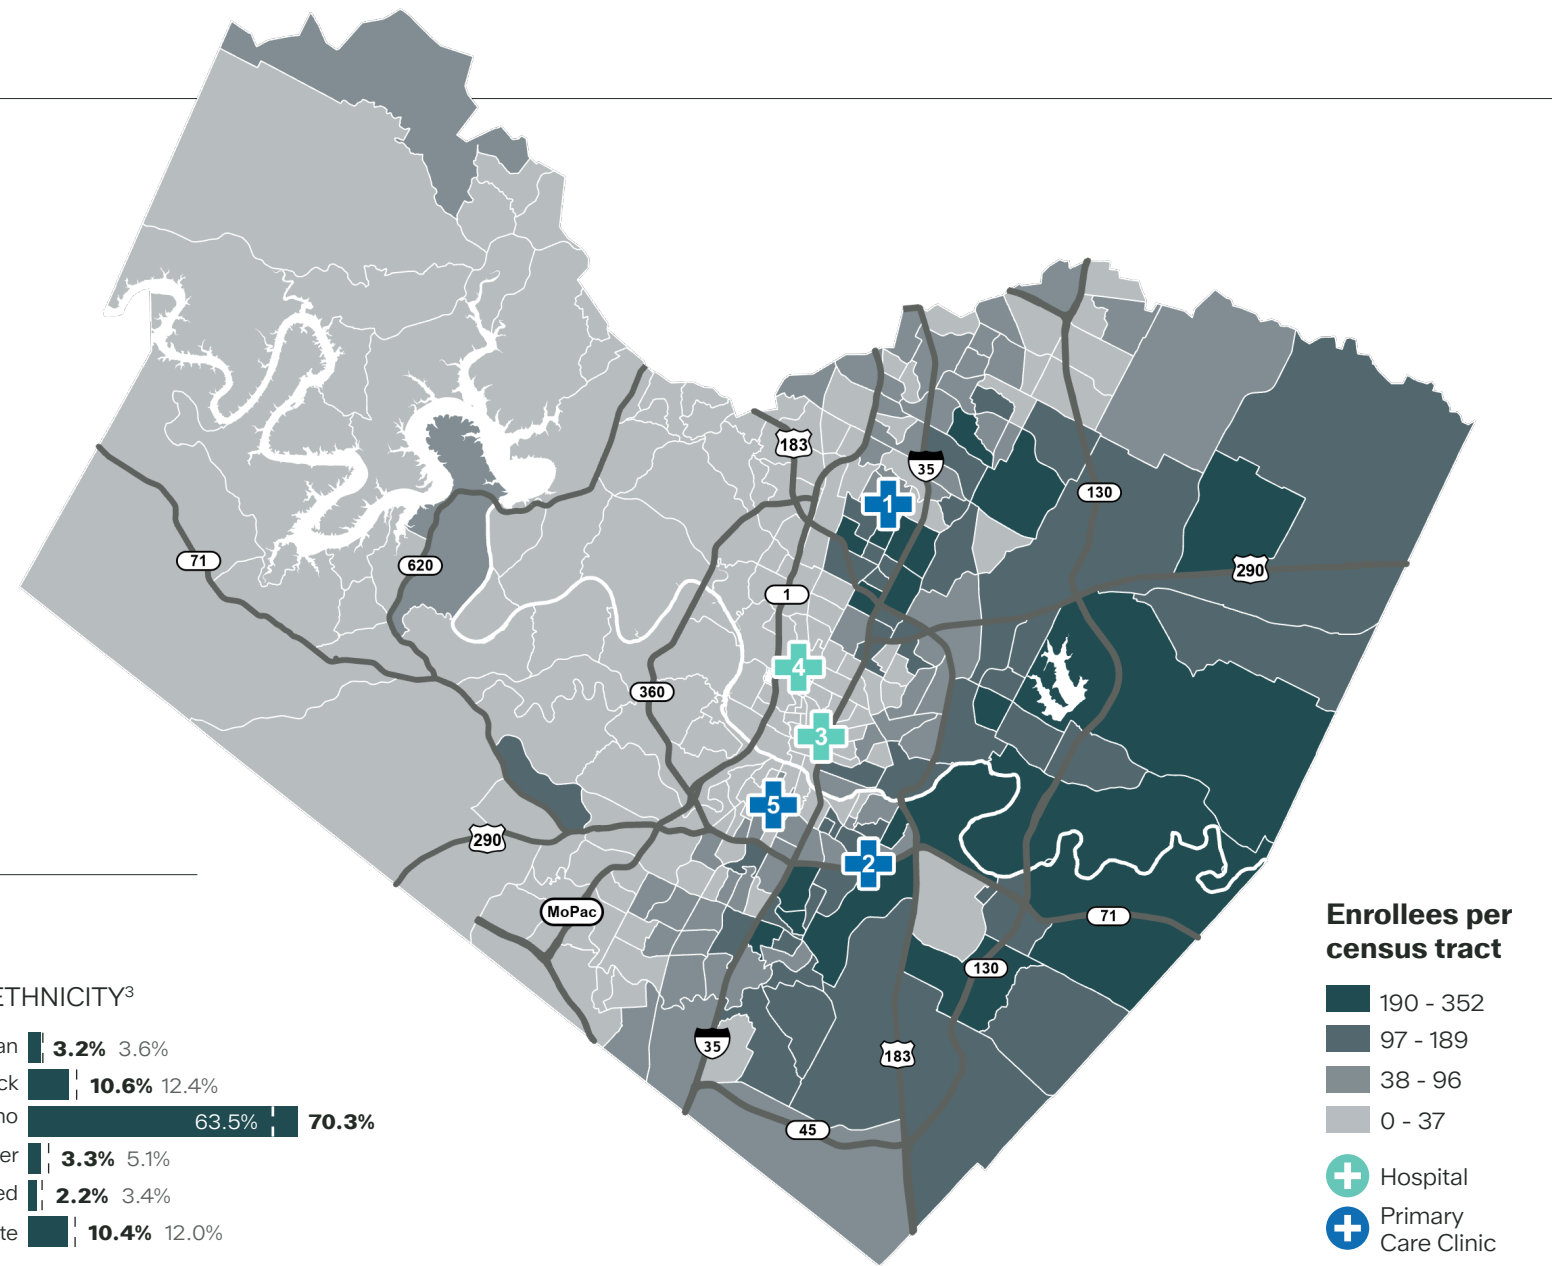 183
35
1
130
71
620
290
1
4
360
3
5
290
2
MoPac
71
130
35
183
45
Enrollees per
census tract
190 - 352
97 - 189
38 - 96
0 - 37
Hospital
Primary
Care Clinic
ETHNICITY3
an 3.2% 3.6%
ck 10.6% 12.4%
no 63.5% 70.3%
er 3.3% 5.1%
ed 2.2% 3.4%
te 10.4% 12.0%